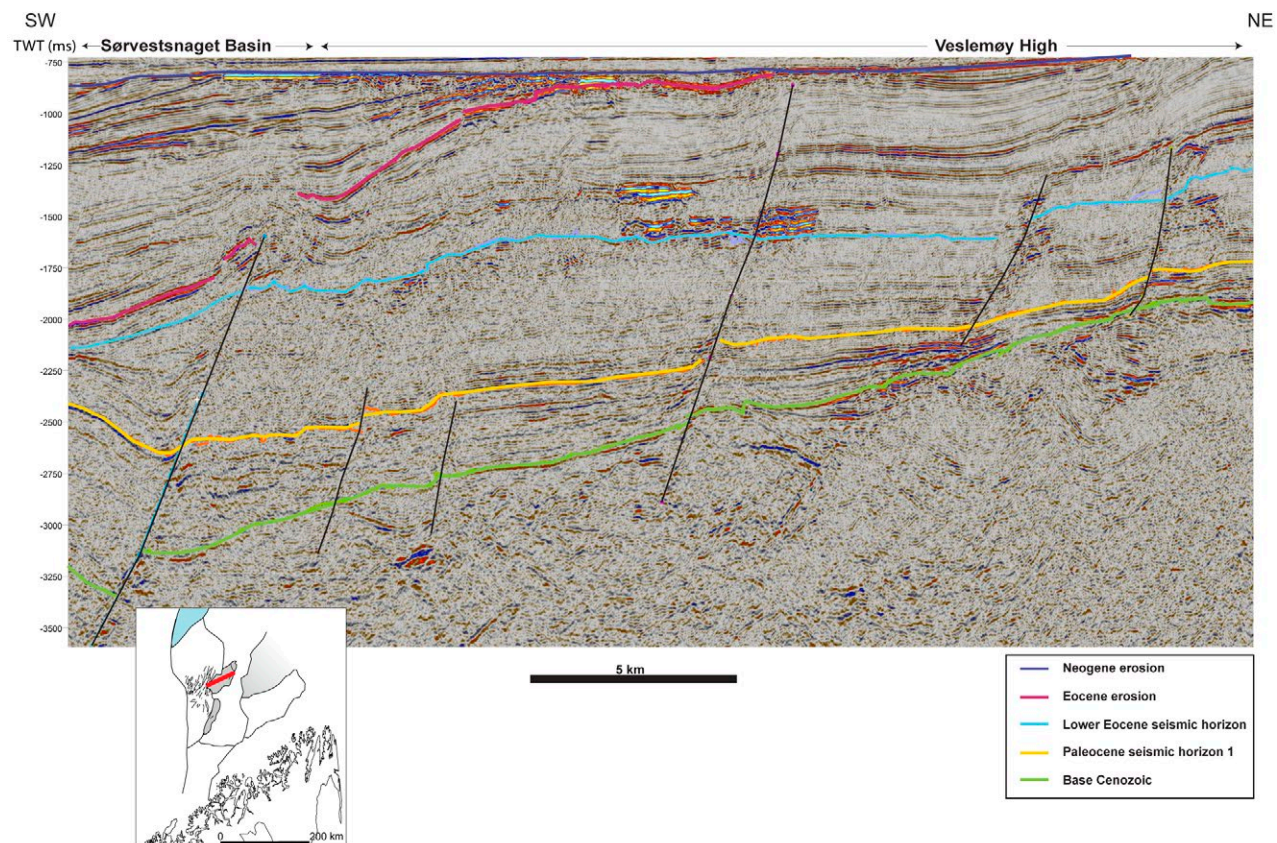 SW
NE
TWT (ms)
Sørvestsnaget Basin
Veslemøy High
-750
-1000
-1250
-1500
-1750
-2000
-2250
-2500
-2750
-3000
-3250
-3500
5 km
0
200 km
Neogene erosion
Eocene erosion
Lower Eocene seismic horizon
Paleocene seismic horizon 1
Base Cenozoic